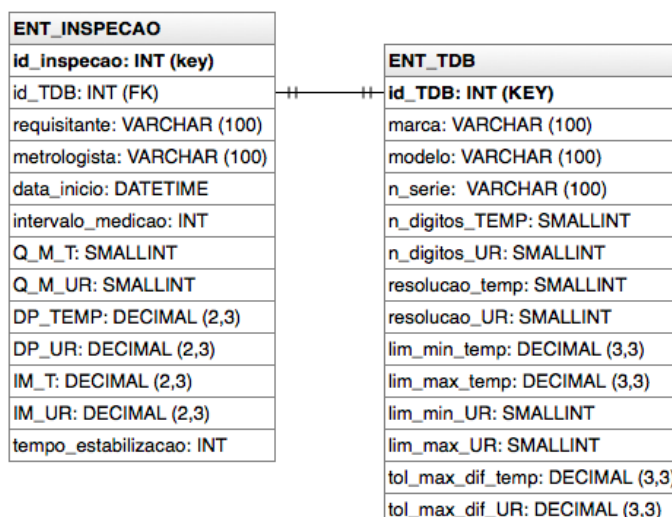 ENT_INSPECAO
id_inspecao: INT (key)
id_TDB: INT (FK)
requisitante: VARCHAR (100)
metrologista: VARCHAR (100)
data_inicio: DATETIME
intervalo_medicao: INT
Q_M_T: SMALLINT
Q_M_UR: SMALLINT
DP_TEMP: DECIMAL (2,3)
DP_UR: DECIMAL (2,3)
IM_T: DECIMAL (2,3)
IM_UR: DECIMAL (2,3)
tempo_estabilizacao: INT
ENT_TDB
id_TDB: INT (KEY)
marca: VARCHAR (100)
modelo: VARCHAR (100)
n_serie: VARCHAR (100)
n_digitos_TEMP: SMALLINT
n_digitos_UR: SMALLINT
resolucao_temp: SMALLINT
resolucao_UR: SMALLINT
lim_min_temp: DECIMAL (3,3)
lim_max_temp: DECIMAL (3,3)
lim_min_UR: SMALLINT
lim_max_UR: SMALLINT
tol_max_dif_temp: DECIMAL (3,3)
tol_max_dif_UR: DECIMAL (3,3)